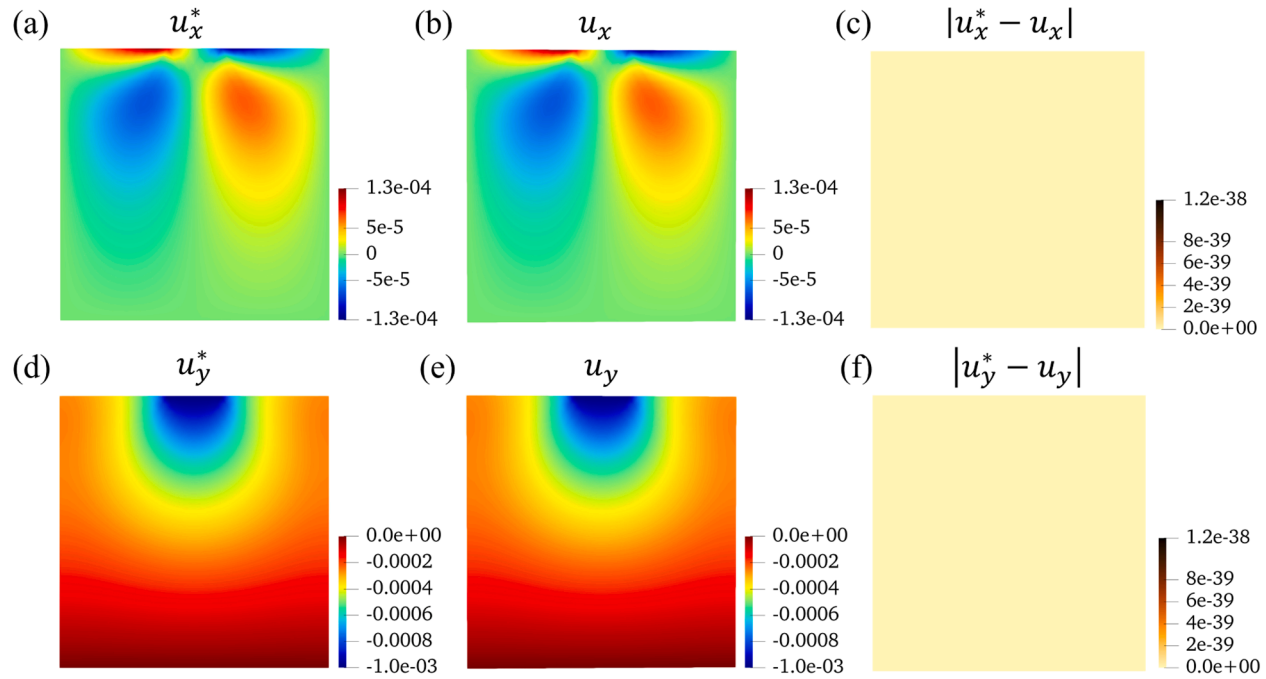 (a) u*x
(b) ux
(c) |u*x − ux|
1.3e-04
5e-5
0
-5e-5
-1.3e-04
1.3e-04
5e-5
0
-5e-5
-1.3e-04
1.2e-38
8e-39
6e-39
4e-39
2e-39
0.0e+00
(d) u*y
(e) uy
(f) |u*y − uy|
0.0e+00
-0.0002
-0.0004
-0.0006
-0.0008
-1.0e-03
0.0e+00
-0.0002
-0.0004
-0.0006
-0.0008
-1.0e-03
1.2e-38
8e-39
6e-39
4e-39
2e-39
0.0e+00